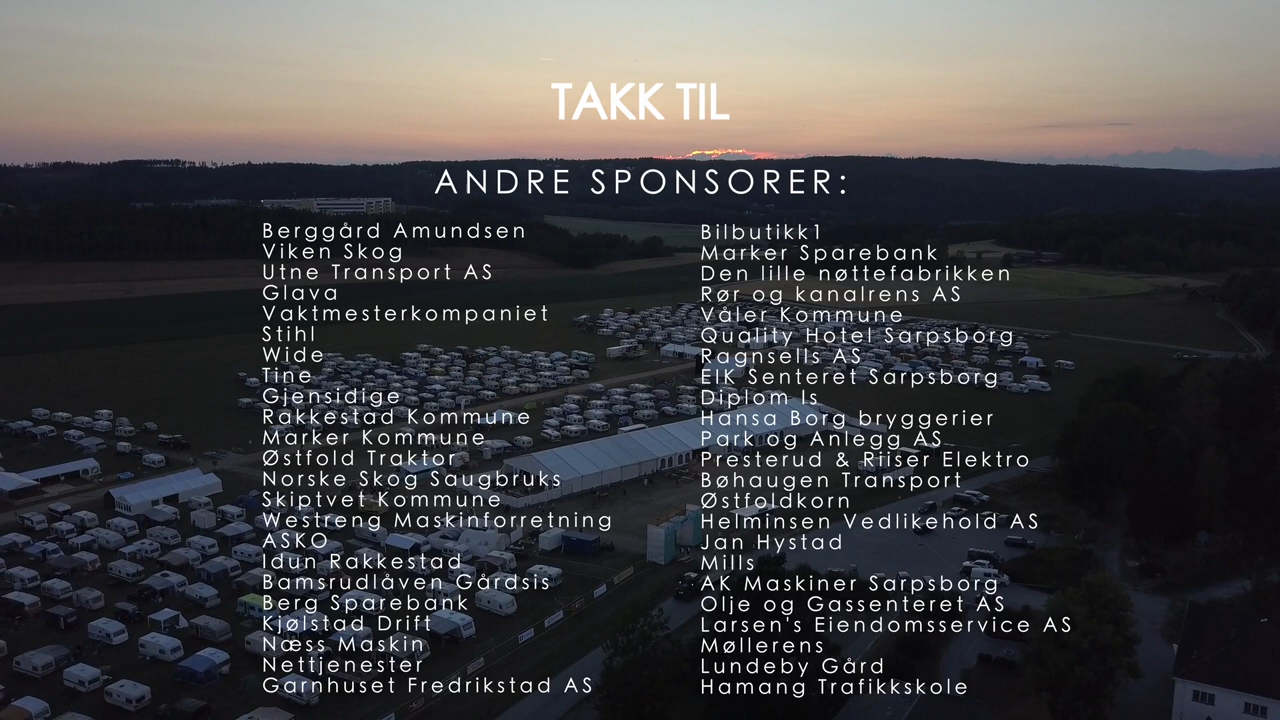 TAKK TIL
ANDRE SPONSORER:
Berggård Amundsen
Viken Skog
Utne Transport AS
Glava
Vaktmesterkompaniet
Stihl
Wide
Tine
Gjensidige
Rakkestad Kommune
Marker Kommune
Østfold Traktor
Norske Skog Saugbruks
Skiptvet Kommune
Westreng Maskinforretning
ASKO
Idun Rakkestad
Bamsrudlåven Gårdsis
Berg Sparebank
Kjølstad Drift
Næss Maskin
Nettjenester
Garnhuset Fredrikstad AS
Bilbutikk1
Marker Sparebank
Den lille nøttefabrikken
Rør og kanalrens AS
Våler Kommune
Quality Hotel Sarpsborg
Ragnsells AS
EIK Senteret Sarpsborg
Diplom Is
Hansa Borg bryggerier
Park og Anlegg AS
Presterud & Riiser Elektro
Bøhaugen Transport
Østfoldkorn
Helminsen Vedlikehold AS
Jan Hystad
Mills
AK Maskiner Sarpsborg
Olje og Gassenteret AS
Larsen's Eiendomsservice AS
Møllerens
Lundeby Gård
Hamang Trafikkskole